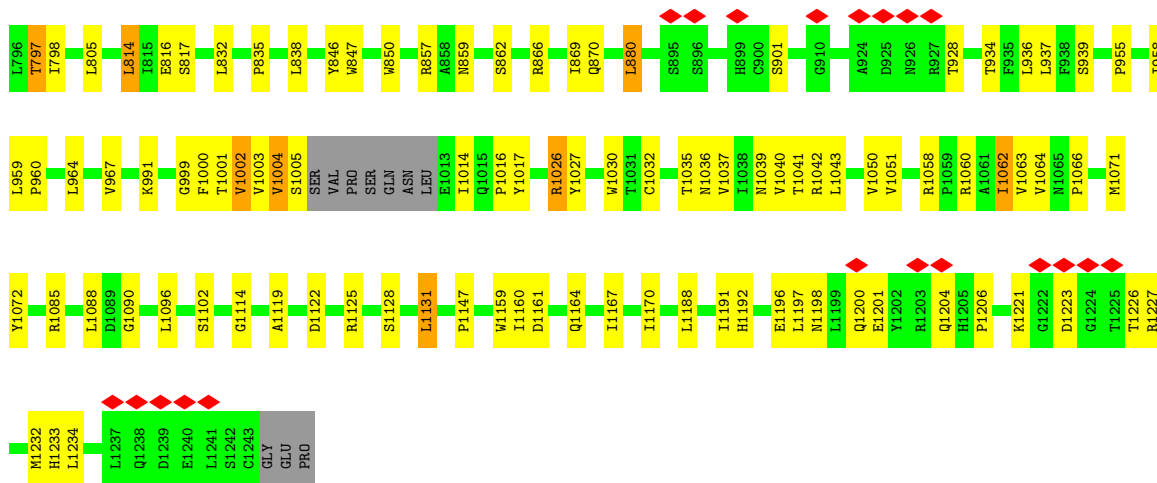 L796 T797 I798 L805 L814 I815 E816 S817 L832 P835 L838 Y846 W847 W850 R857 A858 N859 S862 R866 I869 Q870 L880 S895 S896 H899 C900 S901 G910 A924 D925 N926 R927 T928 T934 F935 L936 L937 F938 S939 P955 I958
L959 P960 L964 V967 K991 G999 F1000 T1001 V1002 V1003 V1004 S1005 SER VAL PRO SER GLN ASN LEU E1013 I1014 Q1015 P1016 Y1017 R1026 Y1027 W1030 T1031 C1032 T1035 N1036 V1037 I1038 N1039 V1040 T1041 R1042 L1043 V1050 V1051 R1058 P1059 R1060 A1061 I1062 V1063 V1064 N1065 P1066 M1071
Y1072 R1085 L1088 D1089 G1090 L1096 S1102 G1114 A1119 D1122 R1125 S1128 L1131 P1147 W1159 I1160 D1161 Q1164 I1167 I1170 L1188 I1191 H1192 E1196 L1197 N1198 L1199 Q1200 E1201 Y1202 R1203 Q1204 H1205 P1206 K1221 G1222 D1223 G1224 T1225 T1226 R1227
M1232 H1233 L1234 L1237 Q1238 D1239 E1240 L1241 S1242 C1243 GLY GLU PRO